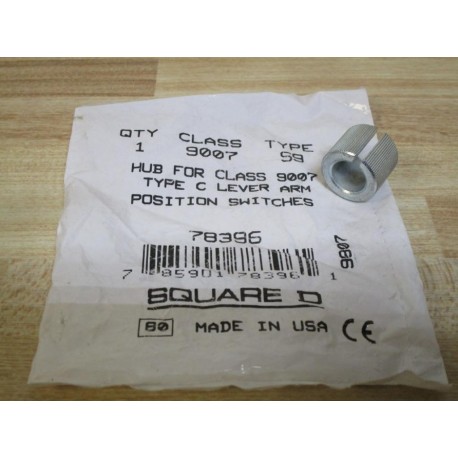 QTY CLASS TYPE
1 9007 S9
HUB FOR CLASS 9007
TYPE C LEVER ARM
POSITION SWITCHES
78396
7 85901 78396 1
9807
SQUARE D
80 MADE IN USA CE